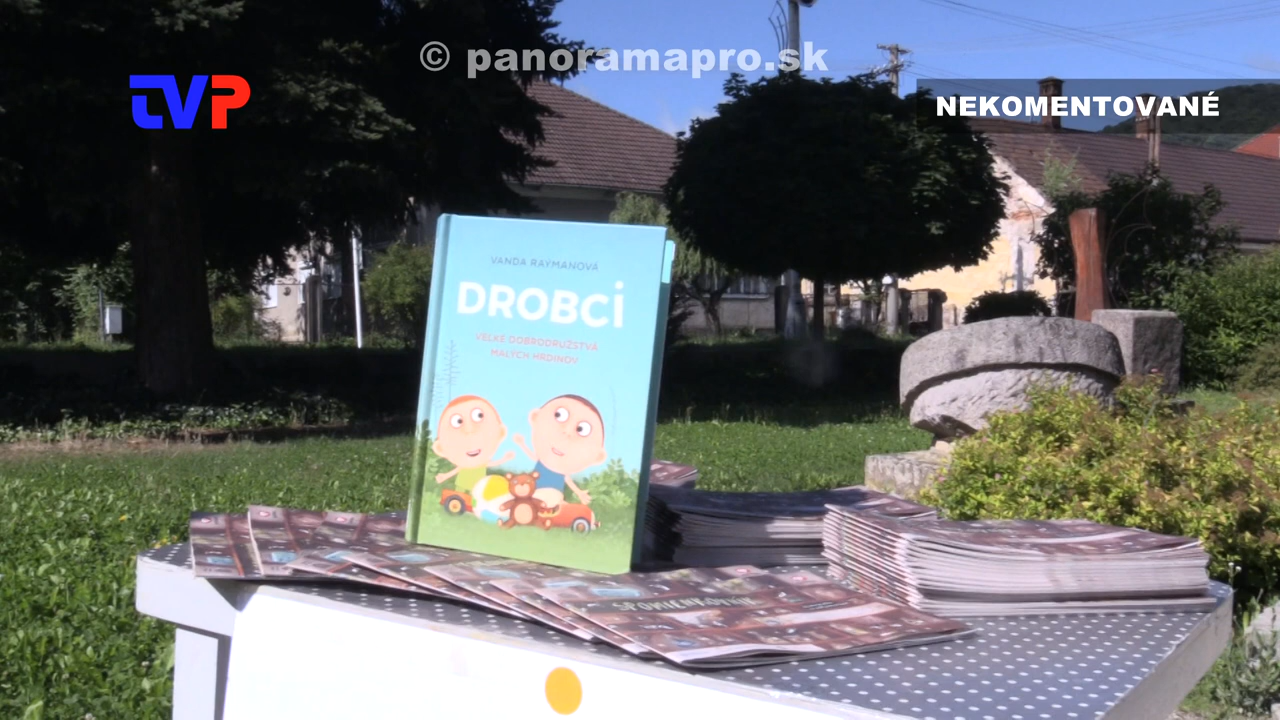 © panoramapro.sk
TVP
NEKOMENTOVANÉ
VANDA RAYMANOVÁ
DROBCI
VEĽKÉ DOBRODRUŽSTVÁ
MALÝCH HRDINOV